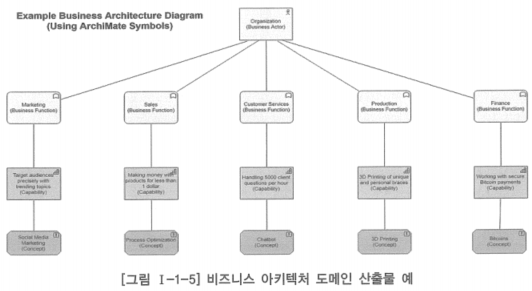 Example Business Architecture Diagram
(Using ArchiMate Symbols)
Organization
(Business Actor)
Marketing
(Business Function)
Sales
(Business Function)
Customer Services
(Business Function)
Production
(Business Function)
Finance
(Business Function)
Target audiences
precisely with
trending topics
(Capability)
Making money with
products for less than
1 dollar
(Capability)
Handling 5000 client
questions per hour
(Capability)
3D Printing of unique
and personal braces
(Capability)
Working with secure
Bitcoin payments
(Capability)
Social Media
Marketing
(Concept)
Process Optimization
(Concept)
Chatbot
(Concept)
3D Printing
(Concept)
Bitcoins
(Concept)
[그림 Ⅰ-1-5] 비즈니스 아키텍처 도메인 산출물 예